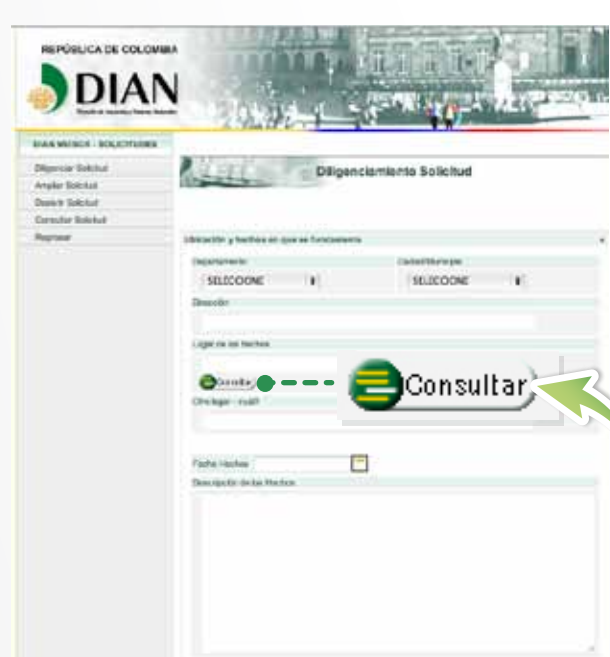 REPÚBLICA DE COLOMBIA
DIAN
DIAN MUISCA - SOLICITUDES
Diligenciar Solicitud
Ampliar Solicitud
Desistir Solicitud
Consultar Solicitud
Regresar
Diligenciamiento Solicitud
Ubicación y hechos en que se fundamenta
Departamento
Ciudad/Municipio
SELECCIONE
SELECCIONE
Dirección
Lugar de los Hechos
Consultar
Consultar
Otro lugar - cuál?
Fecha Hechos
Descripción de los Hechos